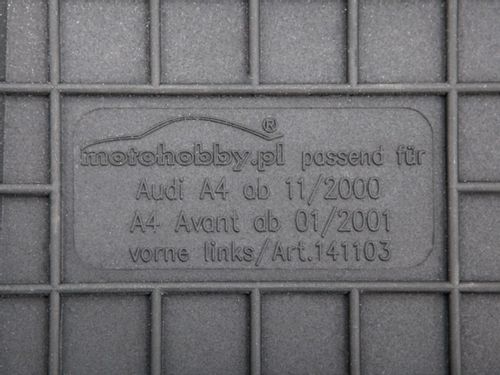 motohobby.pl ® passend für
Audi A4 ab 11/2000
A4 Avant ab 01/2001
vorne links/Art.141103